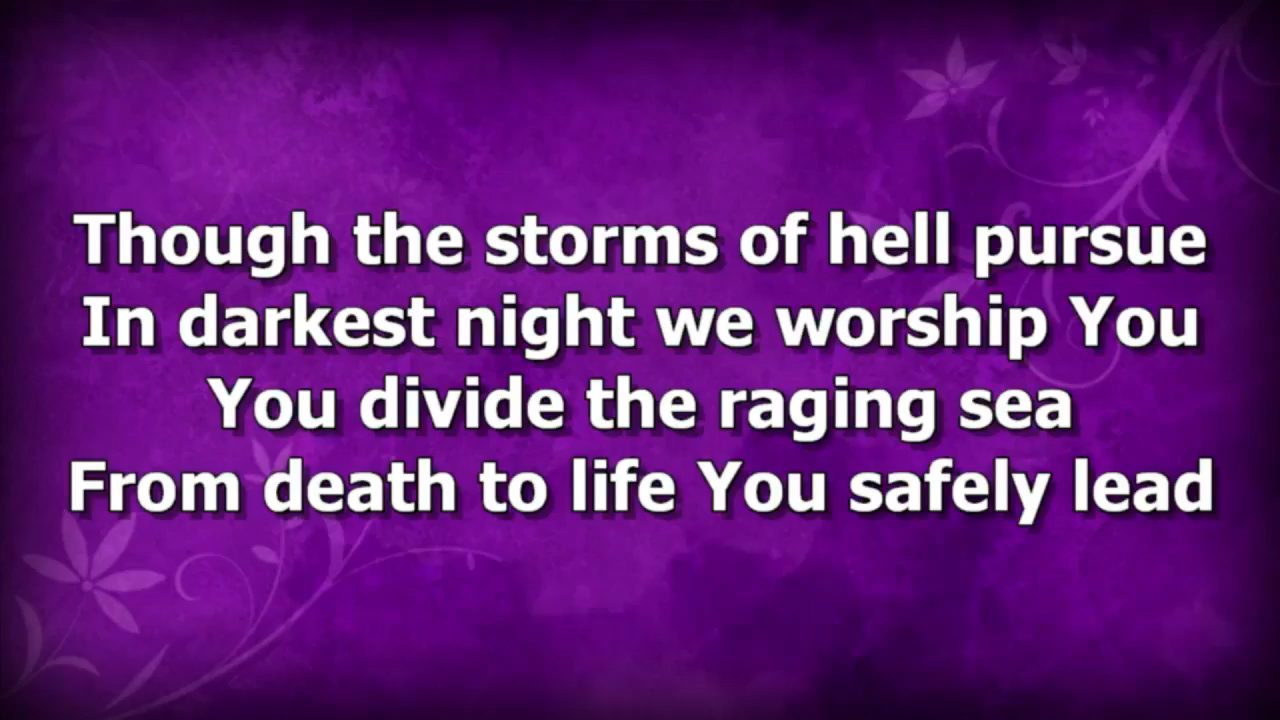 Though the storms of hell pursue
In darkest night we worship You
You divide the raging sea
From death to life You safely lead